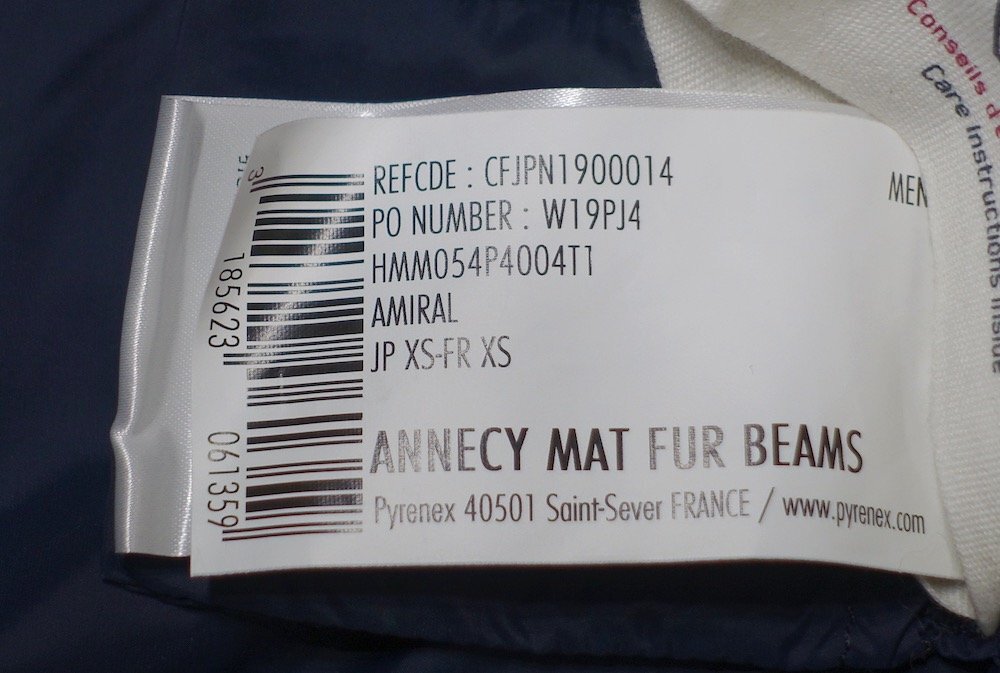 REFCDE : CFJPN1900014
PO NUMBER : W19PJ4
HMM054P4004T1
AMIRAL
JP XS-FR XS
MEN
ANNECY MAT FUR BEAMS
Pyrenex 40501 Saint-Sever FRANCE / www.pyrenex.com
3 185623 061359
Conseils d'
Care Instructions Inside